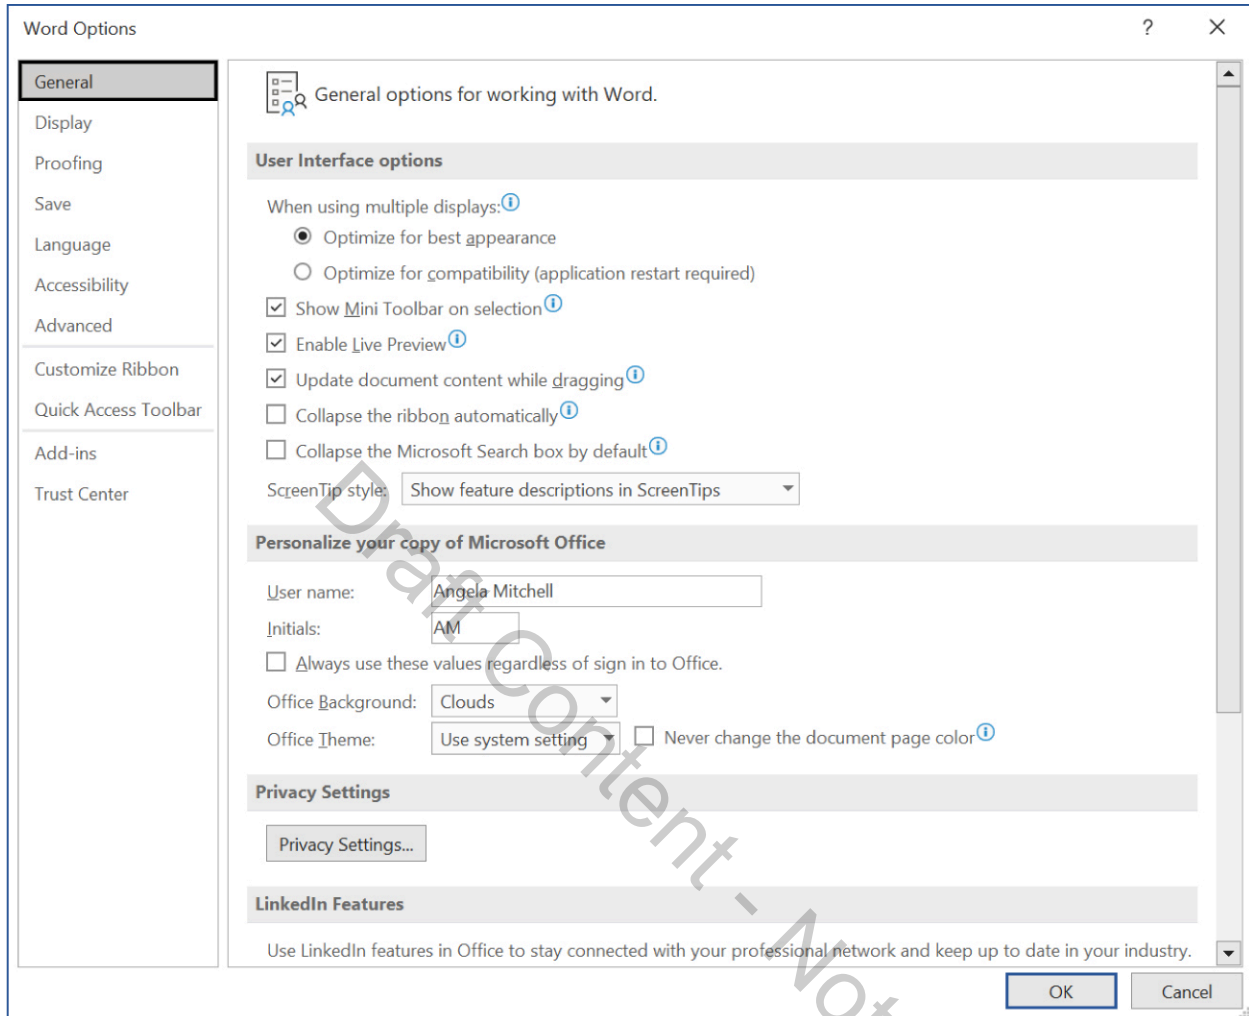 Word Options
?
General
Display
Proofing
Save
Language
Accessibility
Advanced
Customize Ribbon
Quick Access Toolbar
Add-ins
Trust Center
General options for working with Word.
User Interface options
When using multiple displays:
Optimize for best appearance
Optimize for compatibility (application restart required)
Show Mini Toolbar on selection
Enable Live Preview
Update document content while dragging
Collapse the ribbon automatically
Collapse the Microsoft Search box by default
ScreenTip style: Show feature descriptions in ScreenTips
Personalize your copy of Microsoft Office
User name: Angela Mitchell
Initials: AM
Always use these values regardless of sign in to Office.
Office Background: Clouds
Office Theme: Use system setting Never change the document page color
Privacy Settings
Privacy Settings...
LinkedIn Features
Use LinkedIn features in Office to stay connected with your professional network and keep up to date in your industry.
OK Cancel
Draft Content - Not